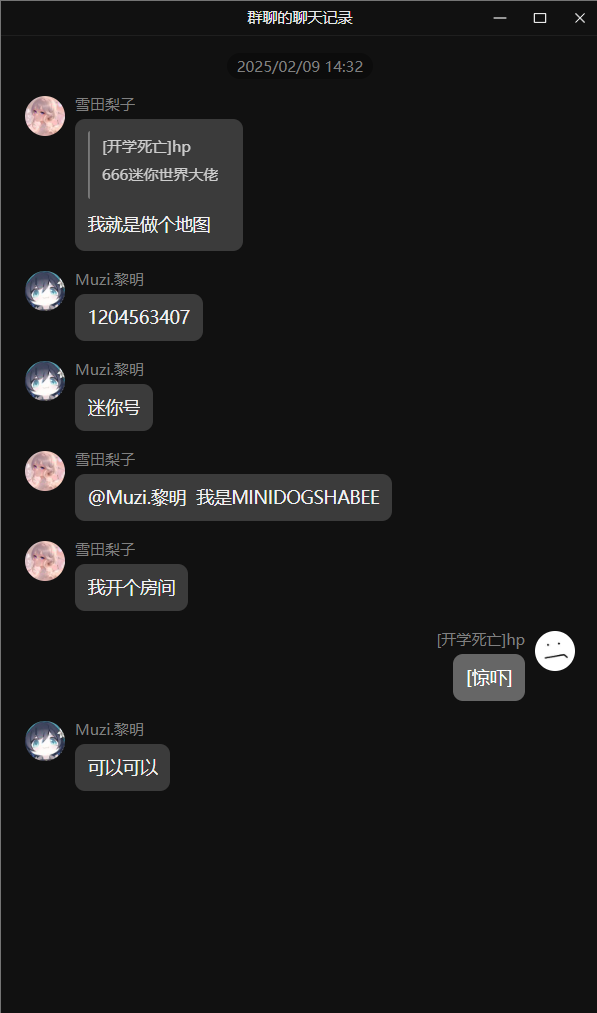 群聊的聊天记录
2025/02/09 14:32
雪田梨子
[开学死亡]hp
666迷你世界大佬
我就是做个地图
Muzi.黎明
1204563407
Muzi.黎明
迷你号
雪田梨子
@Muzi.黎明 我是MINIDOGSHABEE
雪田梨子
我开个房间
[开学死亡]hp
[惊吓]
Muzi.黎明
可以可以